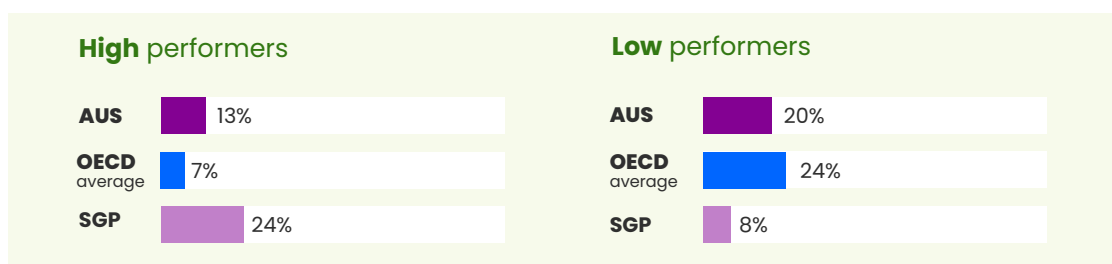 High performers
AUS 13%
OECD
average 7%
SGP 24%
Low performers
AUS 20%
OECD
average 24%
SGP 8%